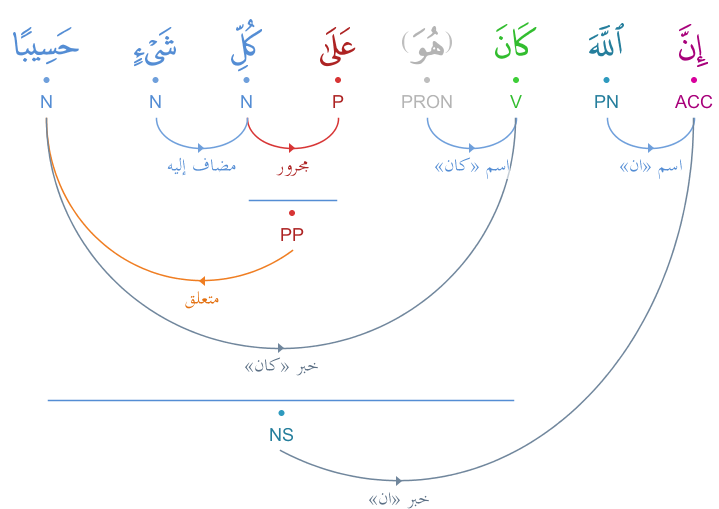 إِنَّ ٱللَّهَ كَانَ (هُوَ) عَلَىٰ كُلِّ شَىْءٍ حَسِيبًا
ACC PN V PRON P N N N
اسم «ان» اسم «كان» مجرور مضاف إليه
PP
متعلق
خبر «كان»
NS
خبر «ان»